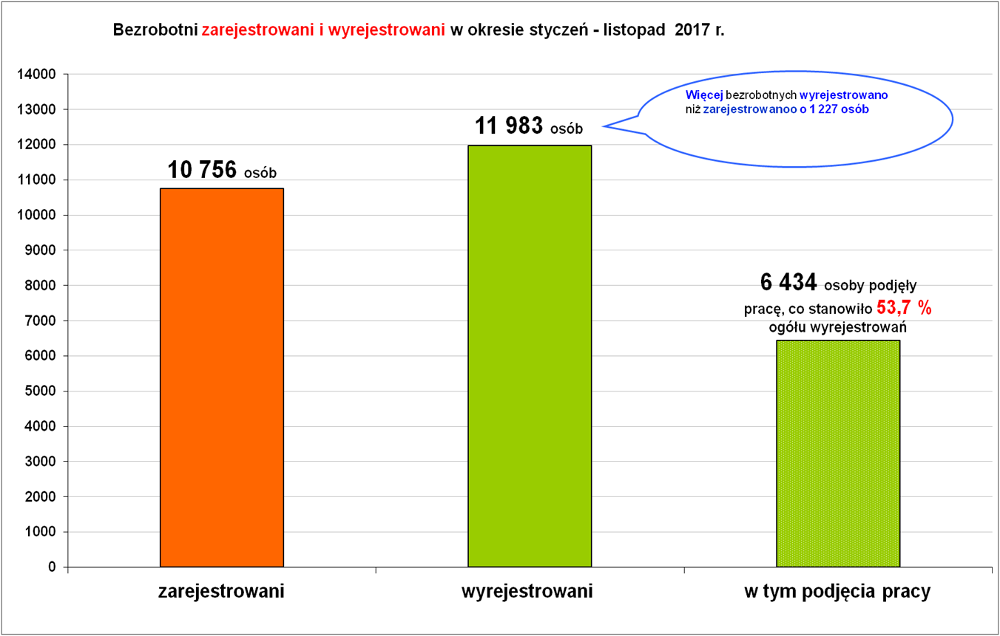 Bezrobotni zarejestrowani i wyrejestrowani w okresie styczeń - listopad 2017 r.
14000
13000
12000
11000
10000
9000
8000
7000
6000
5000
4000
3000
2000
1000
0
10 756 osób
11 983 osób
Więcej bezrobotnych wyrejestrowano
niż zarejestrowanoo o 1 227 osób
6 434 osoby podjęły
pracę, co stanowiło 53,7 %
ogółu wyrejestrowań
zarejestrowani
wyrejestrowani
w tym podjęcia pracy